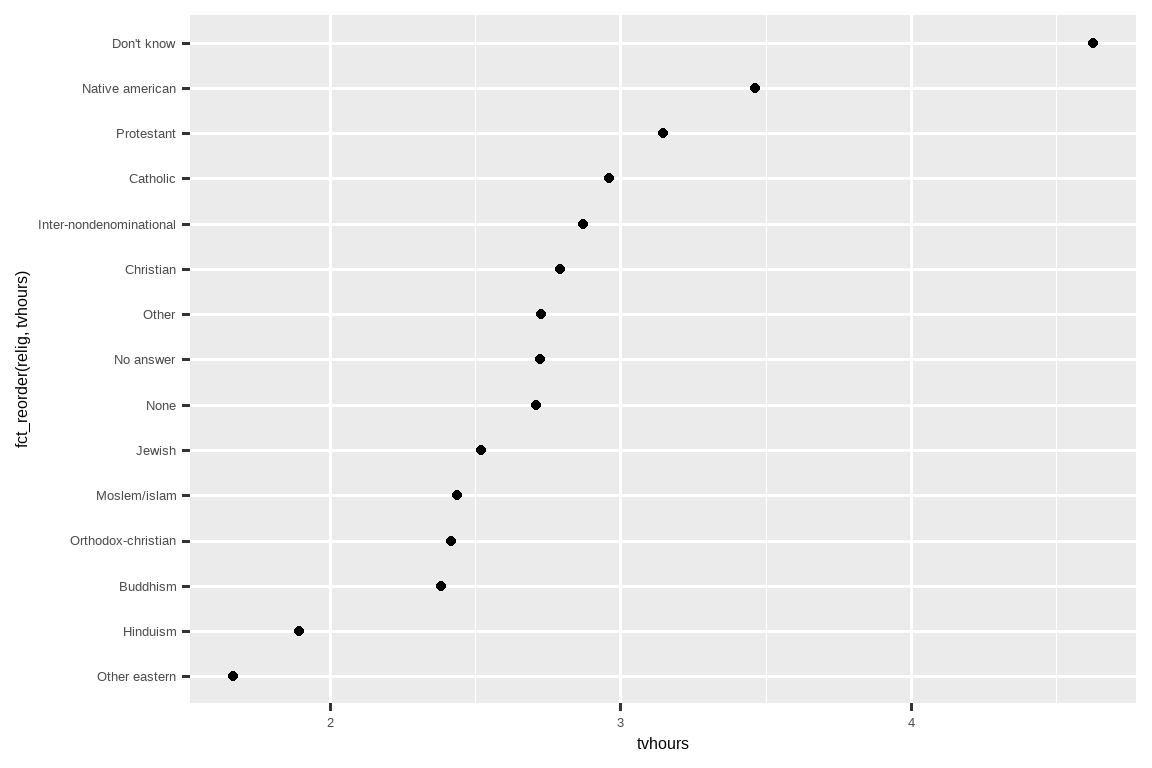 fct_reorder(relig, tvhours)
Don't know
Native american
Protestant
Catholic
Inter-nondenominational
Christian
Other
No answer
None
Jewish
Moslem/islam
Orthodox-christian
Buddhism
Hinduism
Other eastern
2 3 4
tvhours